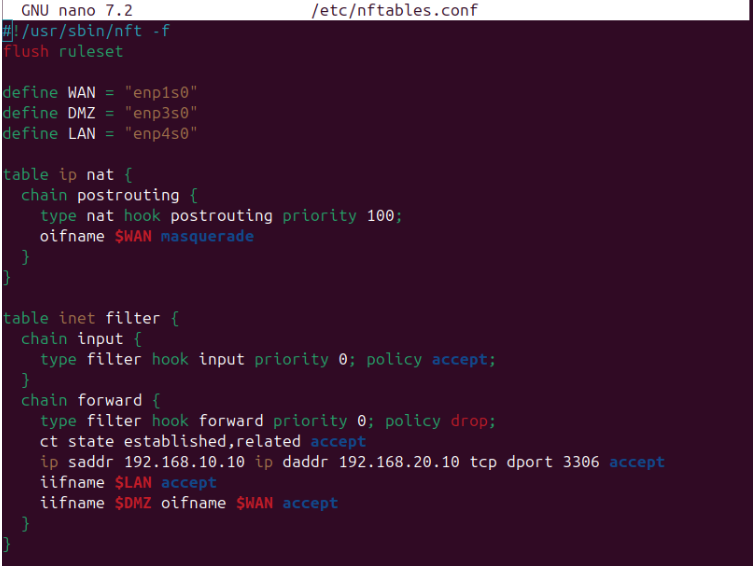 GNU nano 7.2 /etc/nftables.conf
#!/usr/sbin/nft -f
flush ruleset
define WAN = "enp1s0"
define DMZ = "enp3s0"
define LAN = "enp4s0"
table ip nat {
chain postrouting {
type nat hook postrouting priority 100;
oifname $WAN masquerade
}
}
table inet filter {
chain input {
type filter hook input priority 0; policy accept;
}
chain forward {
type filter hook forward priority 0; policy drop;
ct state established,related accept
ip saddr 192.168.10.10 ip daddr 192.168.20.10 tcp dport 3306 accept
iifname $LAN accept
iifname $DMZ oifname $WAN accept
}
}